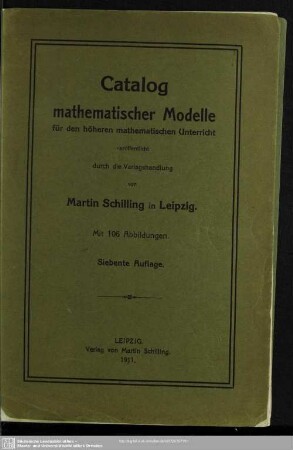 Catalog
mathematischer Modelle
für den höheren mathematischen Unterricht
veröffentlicht
durch die Verlagshandlung
von
Martin Schilling in Leipzig.
Mit 106 Abbildungen.
Siebente Auflage.
LEIPZIG.
Verlag von Martin Schilling.
1911.